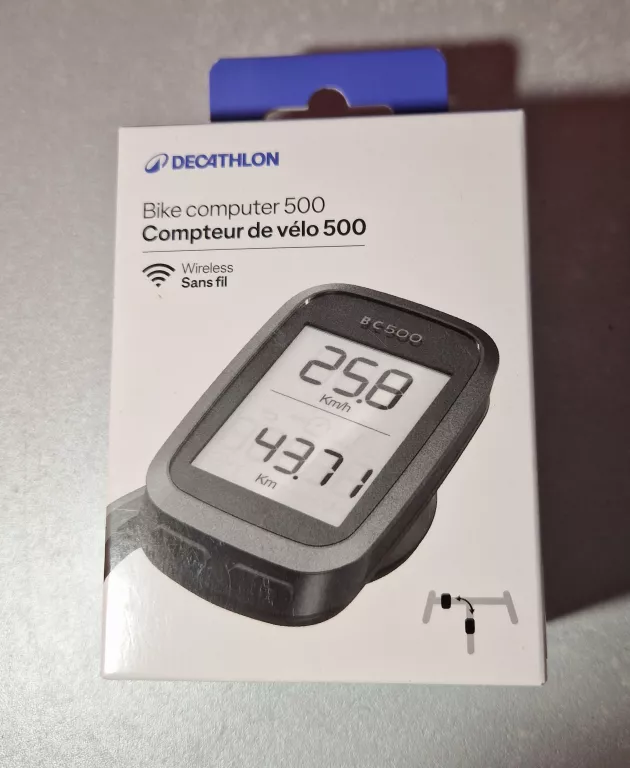 DECATHLON
Bike computer 500
Compteur de vélo 500
Wireless
Sans fil
BC500
25.8
Km/h
43.71
Km